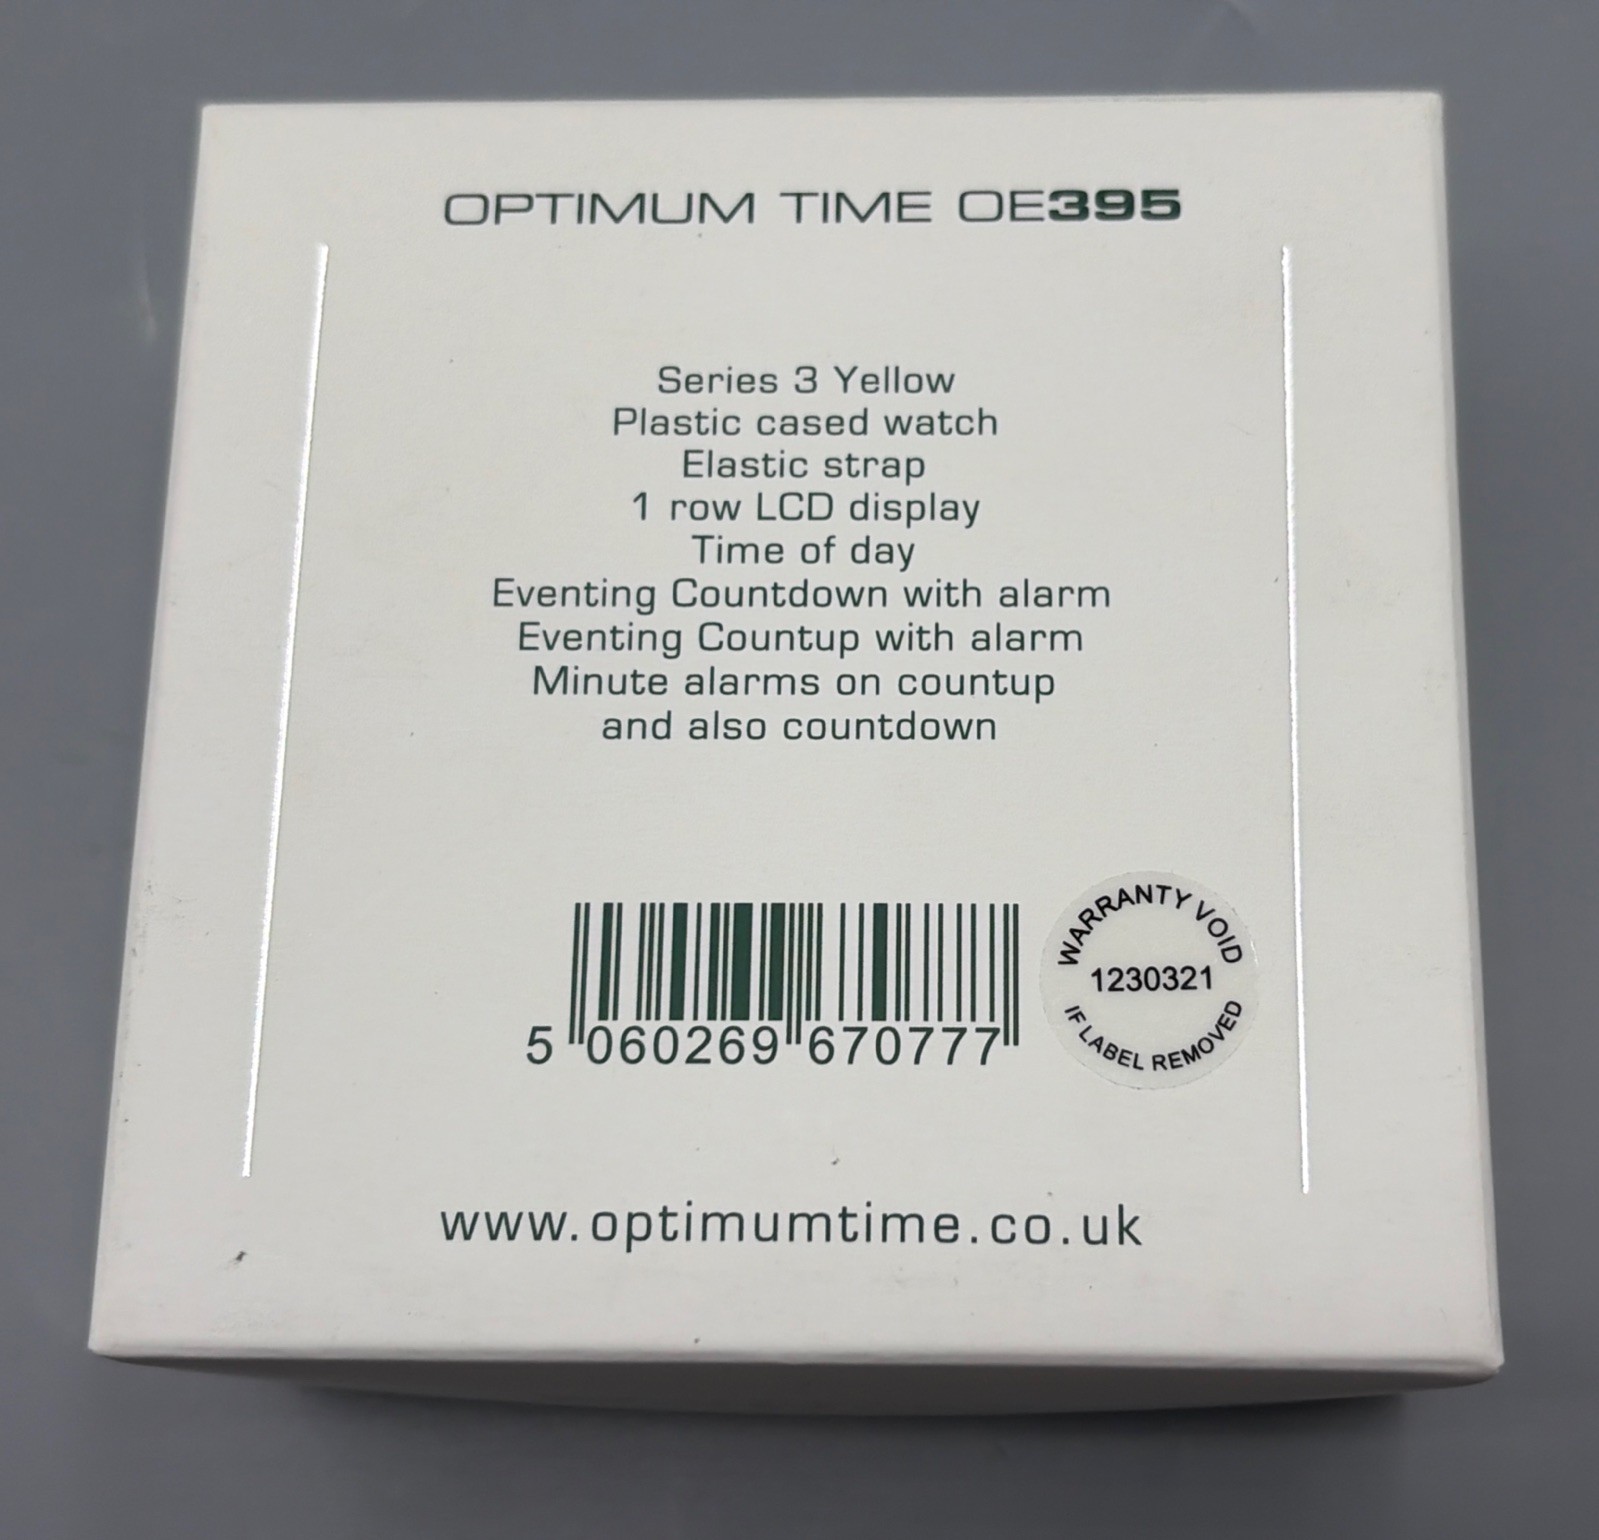 OPTIMUM TIME OE395
Series 3 Yellow
Plastic cased watch
Elastic strap
1 row LCD display
Time of day
Eventing Countdown with alarm
Eventing Countup with alarm
Minute alarms on countup
and also countdown
5 060269 670777
WARRANTY VOID
1230321
IF LABEL REMOVED
www.optimumtime.co.uk